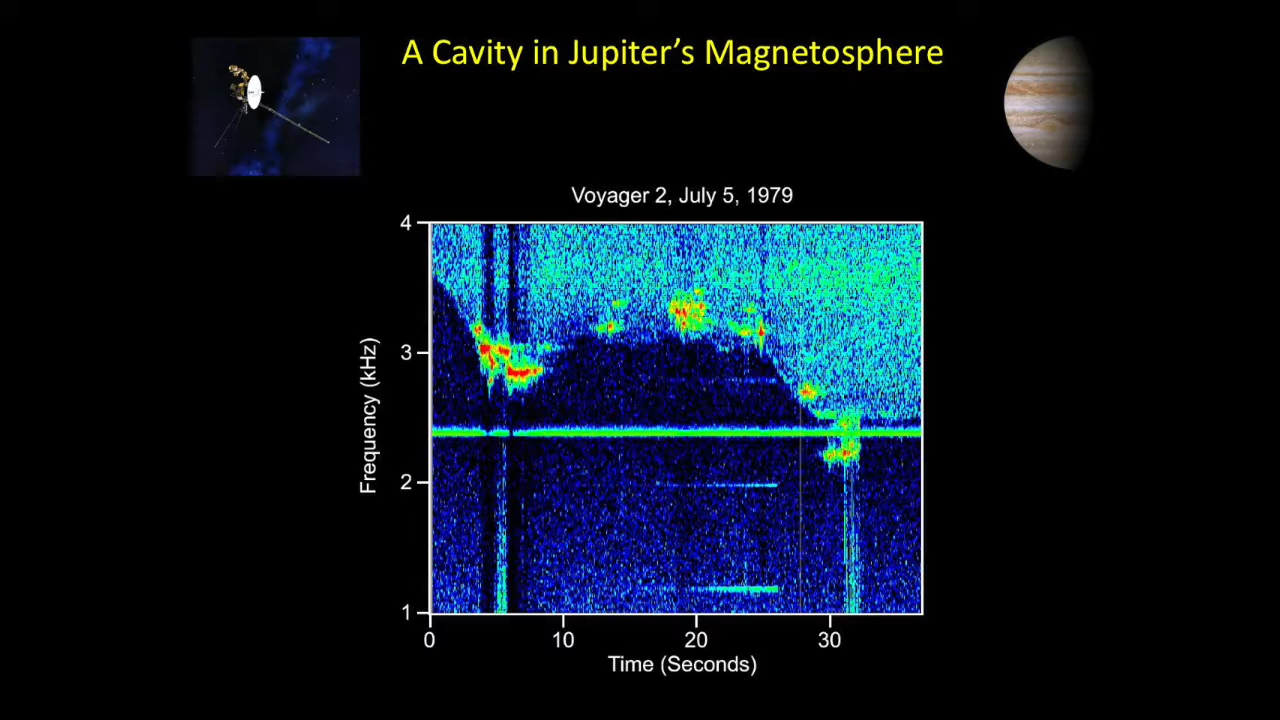 A Cavity in Jupiter’s Magnetosphere
Voyager 2, July 5, 1979
4
3
2
1
Frequency (kHz)
0 10 20 30
Time (Seconds)